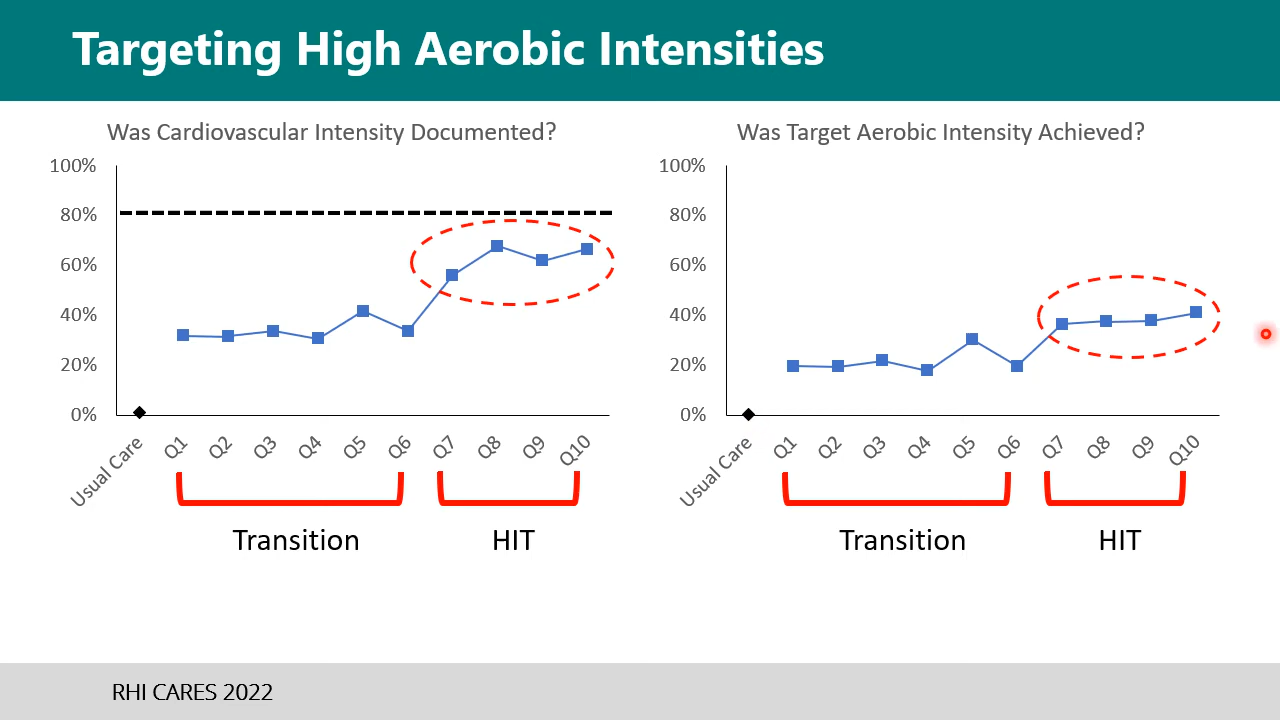 Targeting High Aerobic Intensities
Was Cardiovascular Intensity Documented?
100%
80%
60%
40%
20%
0%
Usual Care
Q1
Q2
Q3
Q4
Q5
Q6
Q7
Q8
Q9
Q10
Transition
HIT
Was Target Aerobic Intensity Achieved?
100%
80%
60%
40%
20%
0%
Usual Care
Q1
Q2
Q3
Q4
Q5
Q6
Q7
Q8
Q9
Q10
Transition
HIT
RHI CARES 2022